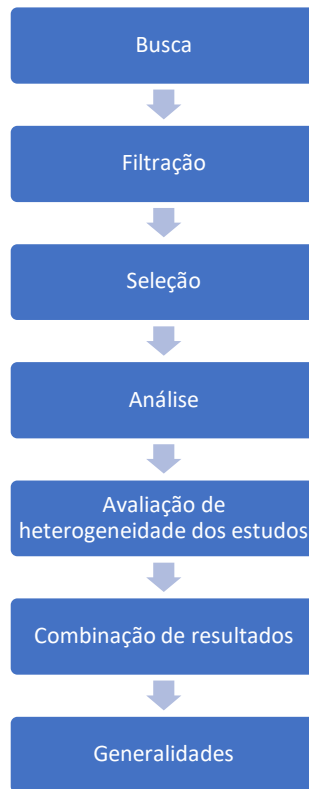 Busca
Filtração
Seleção
Análise
Avaliação de
heterogeneidade dos estudos
Combinação de resultados
Generalidades